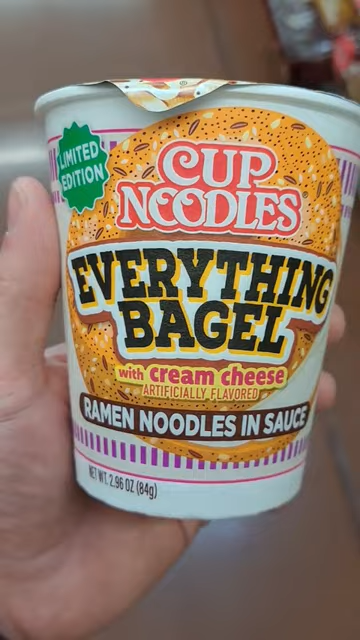 LIMITED
EDITION
CUP
NOODLES
EVERYTHING
BAGEL
with cream cheese
ARTIFICIALLY FLAVORED
RAMEN NOODLES IN SAUCE
NET WT. 2.96 OZ (84g)